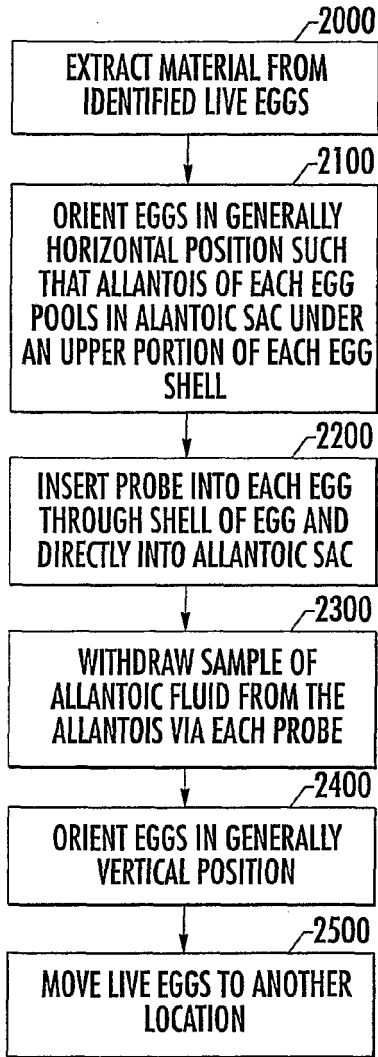 2000
EXTRACT MATERIAL FROM
IDENTIFIED LIVE EGGS
2100
ORIENT EGGS IN GENERALLY
HORIZONTAL POSITION SUCH
THAT ALLANTOIS OF EACH EGG
POOLS IN ALANTOIC SAC UNDER
AN UPPER PORTION OF EACH EGG
SHELL
2200
INSERT PROBE INTO EACH EGG
THROUGH SHELL OF EGG AND
DIRECTLY INTO ALLANTOIC SAC
2300
WITHDRAW SAMPLE OF
ALLANTOIC FLUID FROM THE
ALLANTOIS VIA EACH PROBE
2400
ORIENT EGGS IN GENERALLY
VERTICAL POSITION
2500
MOVE LIVE EGGS TO ANOTHER
LOCATION